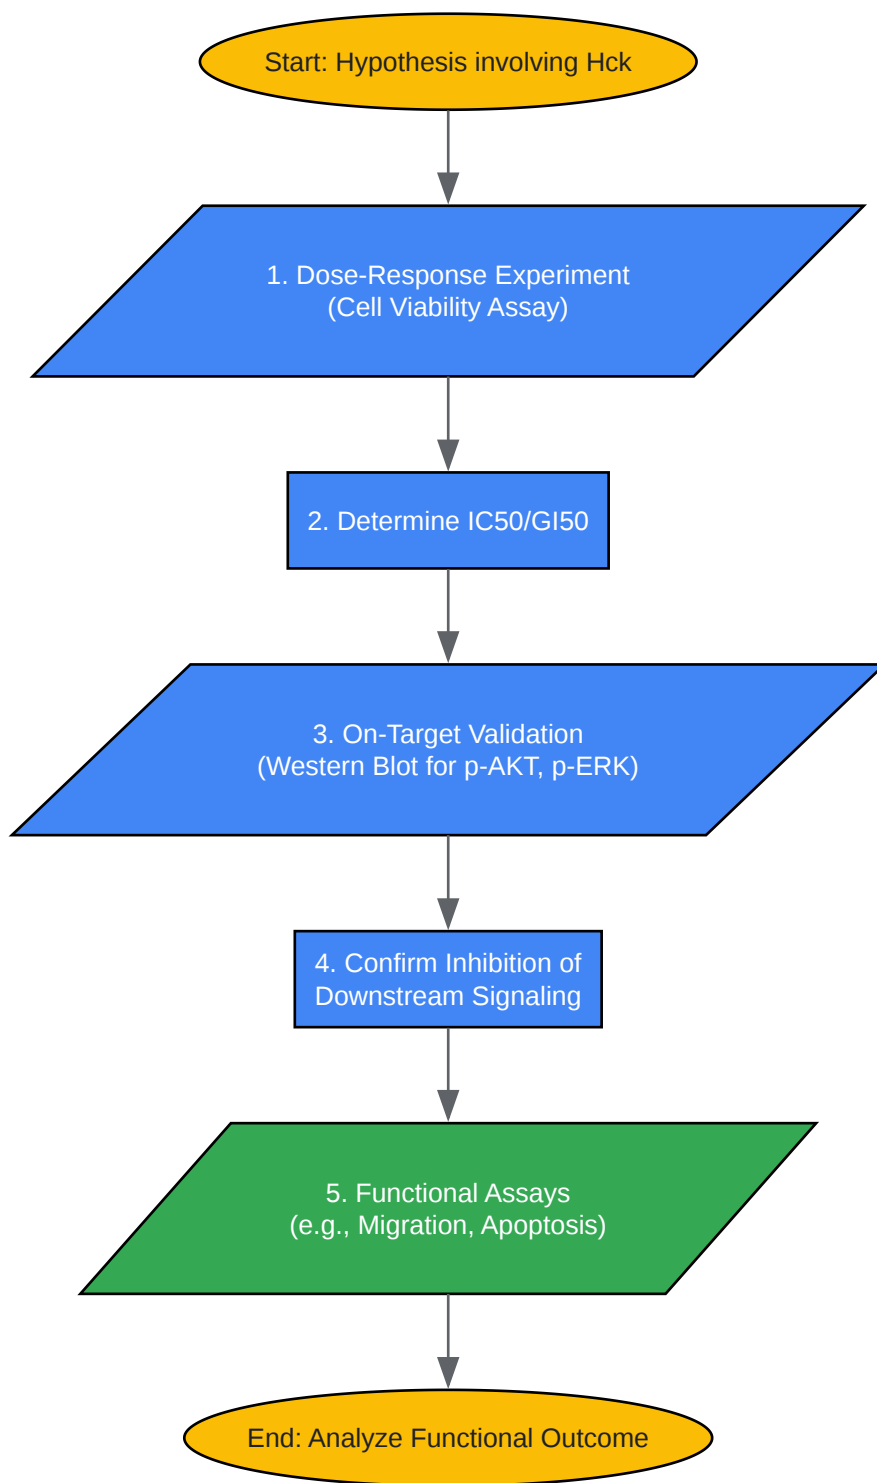 Start: Hypothesis involving Hck
1. Dose-Response Experiment
(Cell Viability Assay)
2. Determine IC50/GI50
3. On-Target Validation
(Western Blot for p-AKT, p-ERK)
4. Confirm Inhibition of
Downstream Signaling
5. Functional Assays
(e.g., Migration, Apoptosis)
End: Analyze Functional Outcome